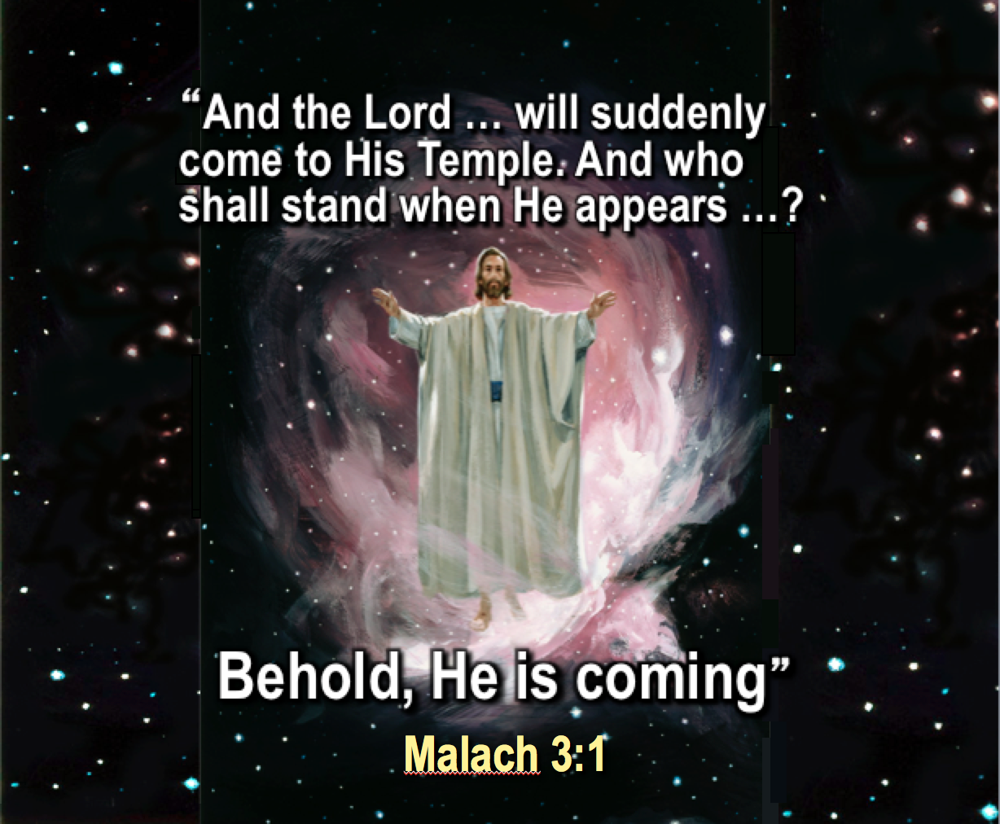 “And the Lord … will suddenly
come to His Temple. And who
shall stand when He appears …?
Behold, He is coming”
Malach 3:1